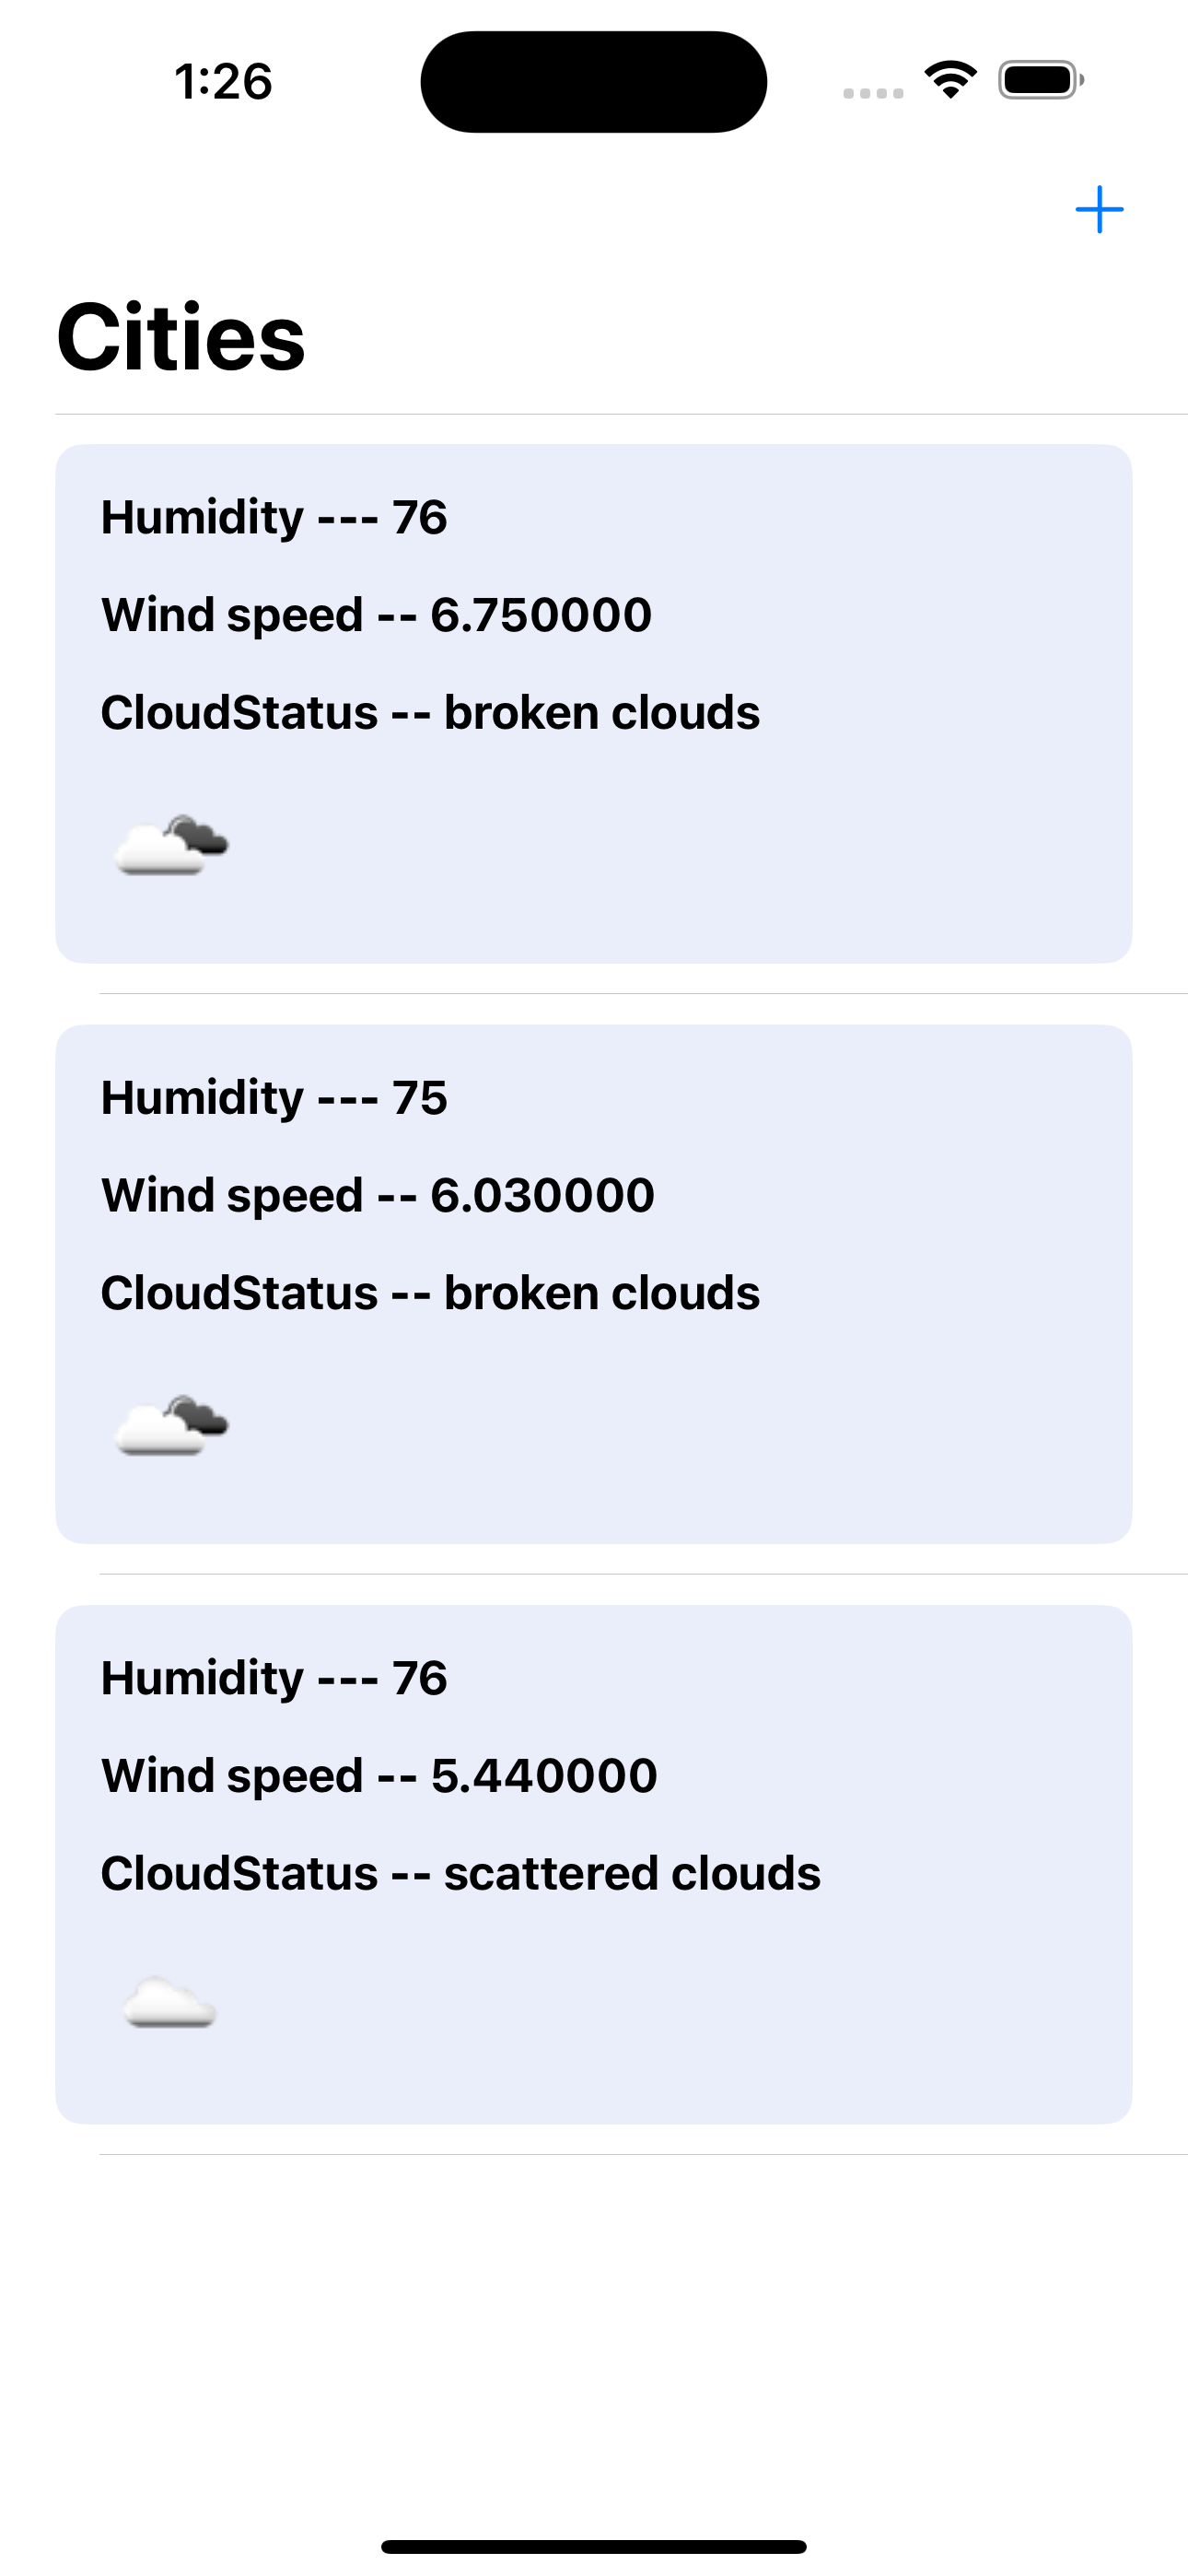 1:26
Cities
Humidity --- 76
Wind speed -- 6.750000
CloudStatus -- broken clouds
Humidity --- 75
Wind speed -- 6.030000
CloudStatus -- broken clouds
Humidity --- 76
Wind speed -- 5.440000
CloudStatus -- scattered clouds